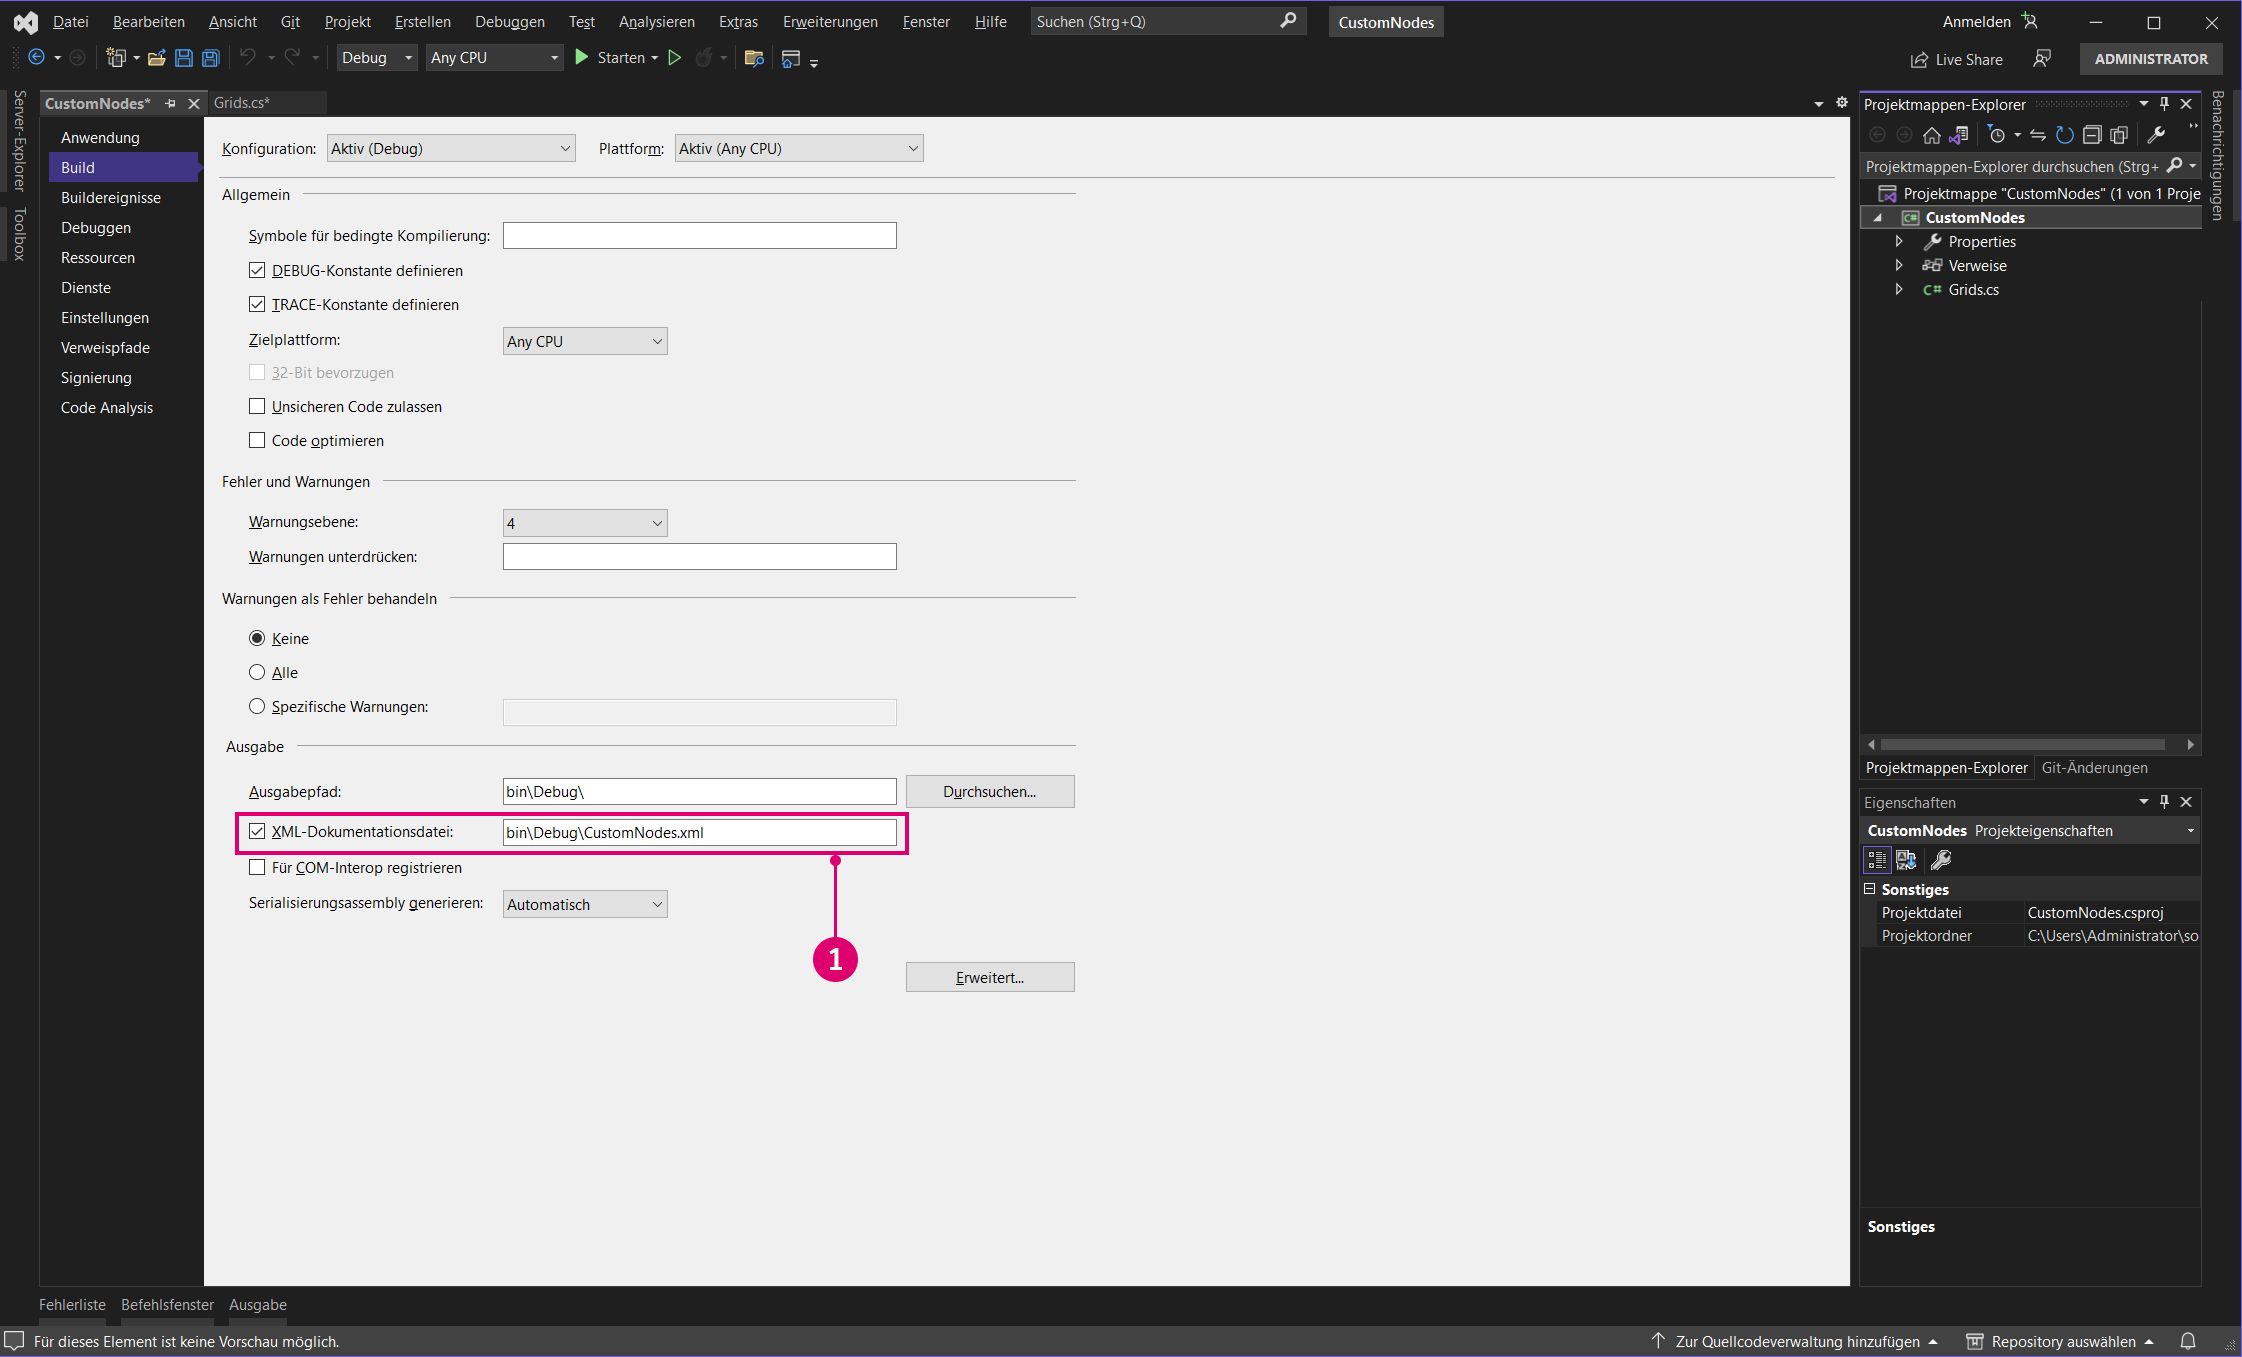 Datei Bearbeiten Ansicht Git Projekt Erstellen Debuggen Test Analysieren Extras Erweiterungen Fenster Hilfe Suchen (Strg+Q) CustomNodes Anmelden
Debug Any CPU Starten Live Share ADMINISTRATOR
Server-Explorer
Toolbox
CustomNodes* Grids.cs*
Anwendung
Build
Buildereignisse
Debuggen
Ressourcen
Dienste
Einstellungen
Verweispfade
Signierung
Code Analysis
Konfiguration: Aktiv (Debug) Plattform: Aktiv (Any CPU)
Allgemein
Symbole für bedingte Kompilierung:
DEBUG-Konstante definieren
TRACE-Konstante definieren
Zielplattform: Any CPU
32-Bit bevorzugen
Unsicheren Code zulassen
Code optimieren
Fehler und Warnungen
Warnungsebene: 4
Warnungen unterdrücken:
Warnungen als Fehler behandeln
Keine
Alle
Spezifische Warnungen:
Ausgabe
Ausgabepfad: bin\Debug\ Durchsuchen...
XML-Dokumentationsdatei: bin\Debug\CustomNodes.xml
Für COM-Interop registrieren
Serialisierungsassembly generieren: Automatisch
1
Erweitert...
Projektmappen-Explorer
Projektmappen-Explorer durchsuchen (Strg+
Projektmappe "CustomNodes" (1 von 1 Proje
C# CustomNodes
Properties
Verweise
C# Grids.cs
Projektmappen-Explorer Git-Änderungen
Eigenschaften
CustomNodes Projekteigenschaften
Sonstiges
Projektdatei CustomNodes.csproj
Projektordner C:\Users\Administrator\so
Sonstiges
Benachrichtigungen
Fehlerliste Befehlsfenster Ausgabe
Für dieses Element ist keine Vorschau möglich. Zur Quellcodeverwaltung hinzufügen Repository auswählen